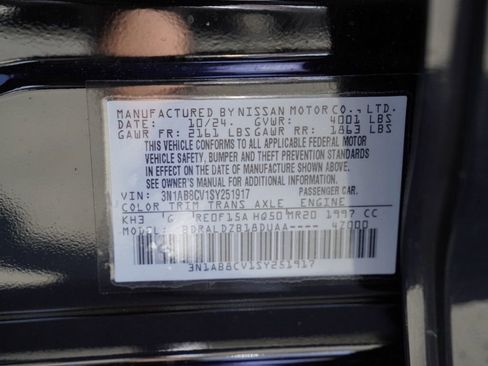 MANUFACTURED BY NISSAN MOTOR CO., LTD.
DATE: 10/24. GVWR: 4001 LBS
GAWR FR: 2161 LBS GAWR RR: 1863 LBS
THIS VEHICLE CONFORMS TO ALL APPLICABLE FEDERAL MOTOR
VEHICLE SAFETY, BUMPER AND THEFT PREVENTION STANDARDS
IN EFFECT ON THE DATE OF MANUFACTURE SHOWN ABOVE.
SEE OWNER'S MANUAL FOR ADDITIONAL INFORMATION.
VIN: 3N1AB8CV1SY251917 PASSENGER CAR.
COLOR TRIM TRANS AXLE ENGINE
KH3 G RE0F15A HQ50 MR20 1997 CC
MODEL: BDRALDZB18DUAA---- 4Z000
3N1AB8CV1SY251917